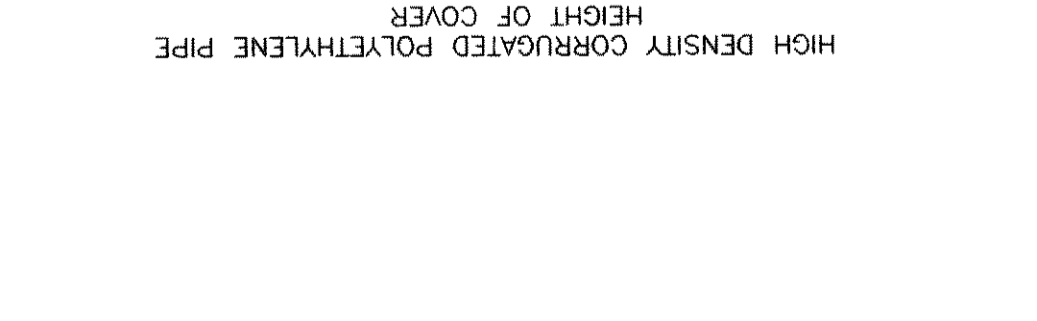 HIGH DENSITY CORRUGATED POLYETHYLENE PIPE
HEIGHT OF COVER